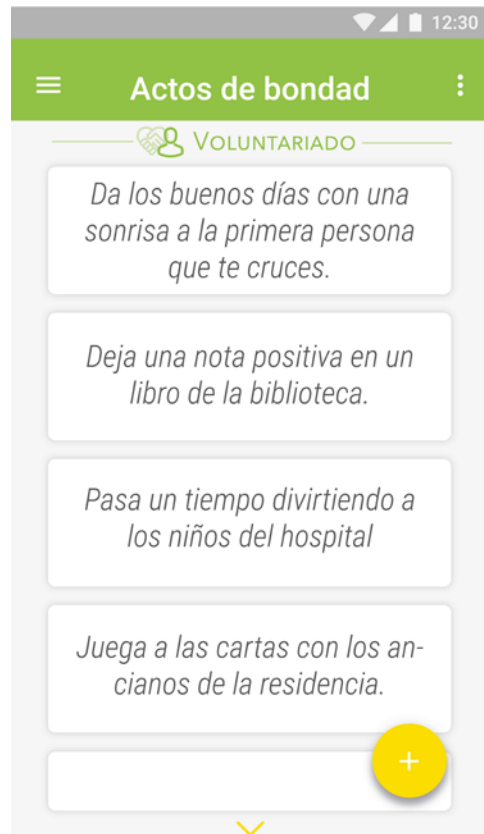 12:30
Actos de bondad
VOLUNTARIADO
Da los buenos días con una
sonrisa a la primera persona
que te cruces.
Deja una nota positiva en un
libro de la biblioteca.
Pasa un tiempo divirtiendo a
los niños del hospital
Juega a las cartas con los an-
cianos de la residencia.
+